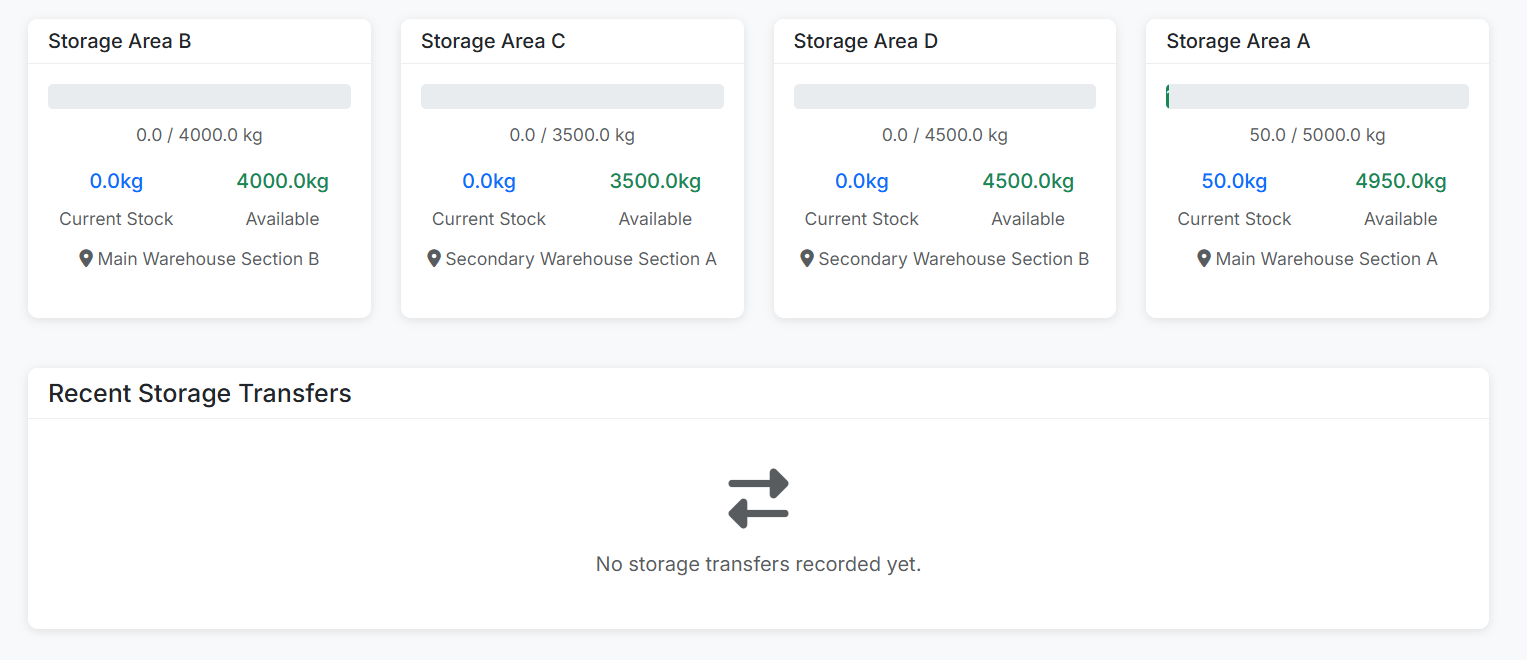 Storage Area B
0.0 / 4000.0 kg
0.0kg
4000.0kg
Current Stock
Available
Main Warehouse Section B
Storage Area C
0.0 / 3500.0 kg
0.0kg
3500.0kg
Current Stock
Available
Secondary Warehouse Section A
Storage Area D
0.0 / 4500.0 kg
0.0kg
4500.0kg
Current Stock
Available
Secondary Warehouse Section B
Storage Area A
50.0 / 5000.0 kg
50.0kg
4950.0kg
Current Stock
Available
Main Warehouse Section A
Recent Storage Transfers
No storage transfers recorded yet.